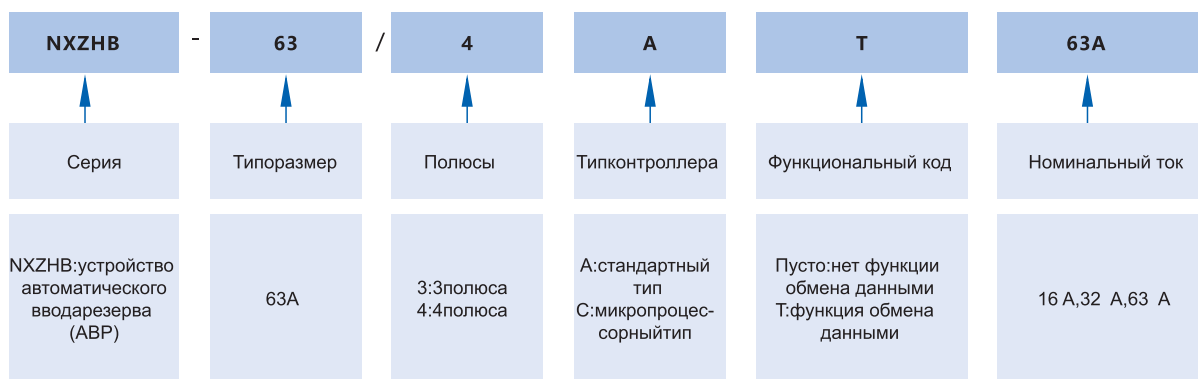 NXZHB - 63 / 4 A T 63A
Серия Типоразмер Полюсы Типконтроллера Функциональный код Номинальный ток
NXZHB:устройство
автоматического
вводарезерва
(АВР)
63А
3:3полюса
4:4полюса
А:стандартный
тип
С:микропроцес-
сорныйтип
Пусто:нет функции
обмена данными
Т:функция обмена
данными
16 А,32 А,63 А